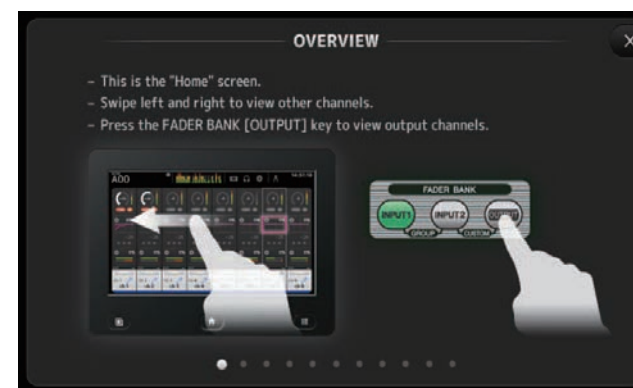 OVERVIEW
X
– This is the "Home" screen.
– Swipe left and right to view other channels.
– Press the FADER BANK [OUTPUT] key to view output channels.
A00
FADER BANK
INPUT1 INPUT2 OUTPUT
GROUP CUSTOM